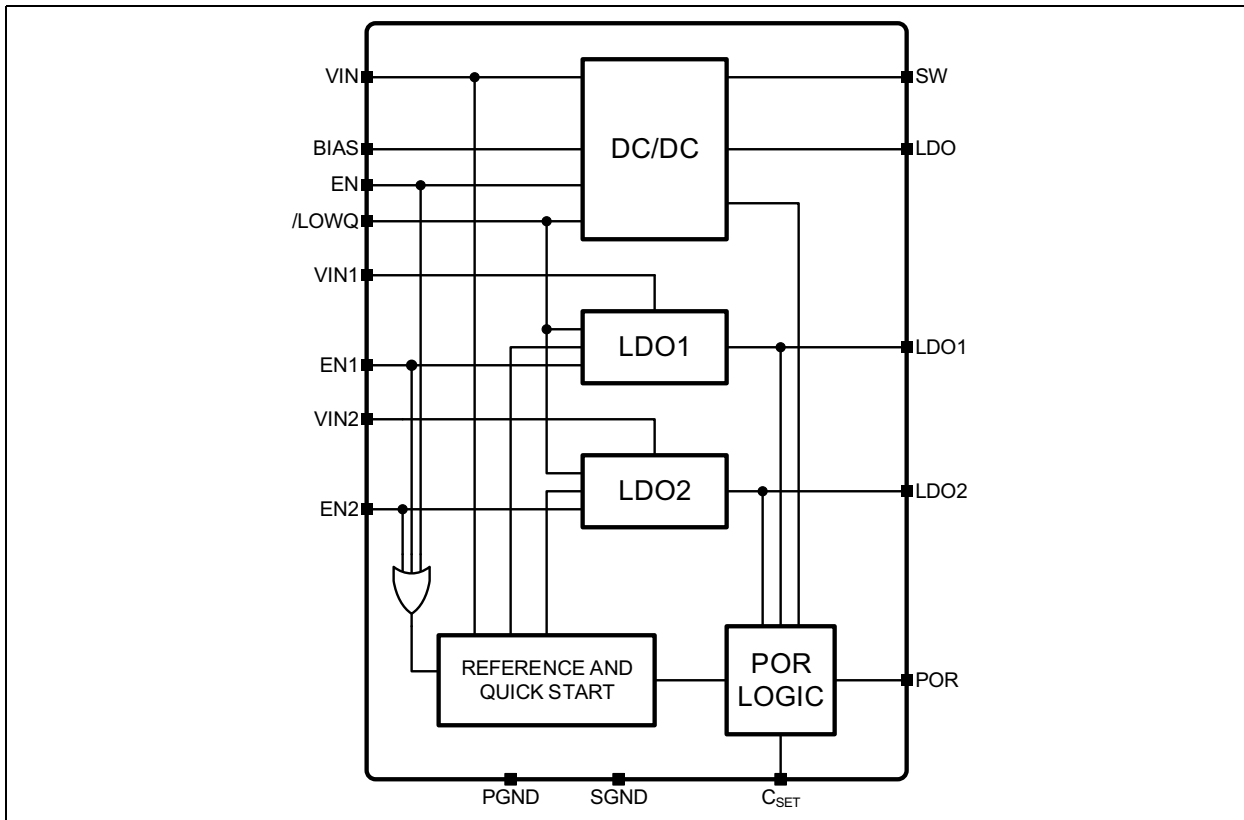 VIN
SW
DC/DC
BIAS
LDO
EN
/LOWQ
VIN1
LDO1
LDO1
EN1
VIN2
LDO2
LDO2
EN2
REFERENCE AND
QUICK START
POR
LOGIC
POR
PGND
SGND
CSET